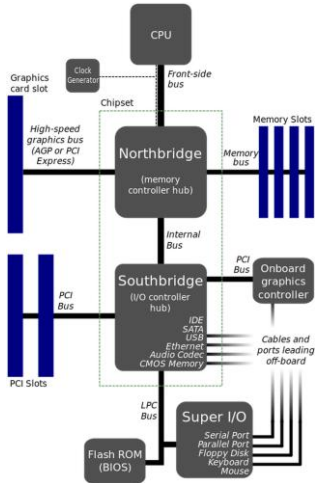 CPU
Clock
Generator
Graphics
card slot
Front-side
bus
Chipset
High-speed
graphics bus
(AGP or PCI
Express)
Northbridge
(memory
controller hub)
Memory
bus
Memory Slots
Internal
Bus
Southbridge
(I/O controller
hub)
PCI
Bus
Onboard
graphics
controller
PCI
Bus
IDE
SATA
USB
Ethernet
Audio Codec
CMOS Memory
Cables and
ports leading
off-board
PCI Slots
LPC
Bus
Super I/O
Serial Port
Parallel Port
Floppy Disk
Keyboard
Mouse
Flash ROM
(BIOS)